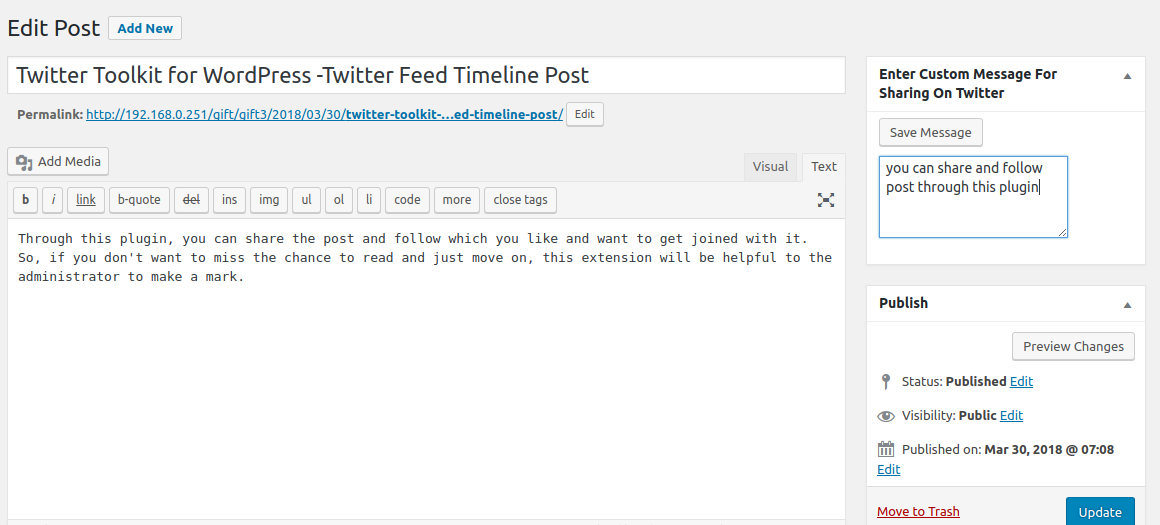 Edit Post Add New
Twitter Toolkit for WordPress -Twitter Feed Timeline Post
Permalink: http://192.168.0.251/gift/gift3/2018/03/30/twitter-toolkit-...ed-timeline-post/ Edit
Add Media
Visual Text
b i link b-quote del ins img ul ol li code more close tags
Through this plugin, you can share the post and follow which you like and want to get joined with it.
So, if you don't want to miss the chance to read and just move on, this extension will be helpful to the
administrator to make a mark.
Enter Custom Message For
Sharing On Twitter
Save Message
you can share and follow
post through this plugin
Publish
Preview Changes
Status: Published Edit
Visibility: Public Edit
Published on: Mar 30, 2018 @ 07:08
Edit
Move to Trash Update